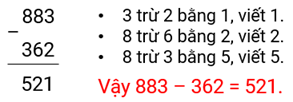 883
−
362
521
• 3 trừ 2 bằng 1, viết 1.
• 8 trừ 6 bằng 2, viết 2.
• 8 trừ 3 bằng 5, viết 5.
Vậy 883 – 362 = 521.